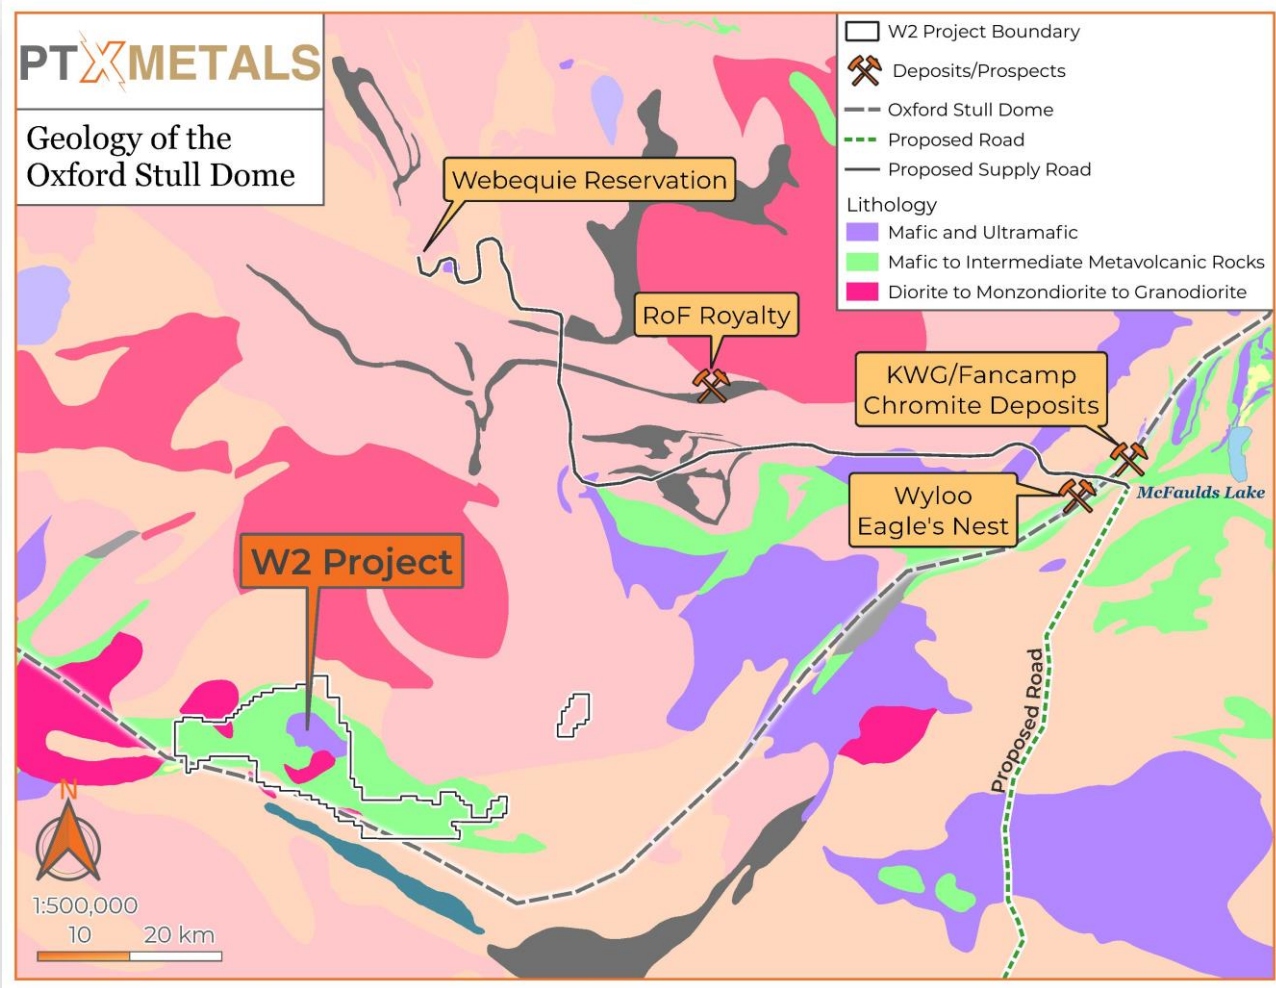 PTXMETALS
Geology of the
Oxford Stull Dome
W2 Project Boundary
Deposits/Prospects
Oxford Stull Dome
Proposed Road
Proposed Supply Road
Lithology
Mafic and Ultramafic
Mafic to Intermediate Metavolcanic Rocks
Diorite to Monzondiorite to Granodiorite
Webequie Reservation
RoF Royalty
KWG/Fancamp
Chromite Deposits
Wyloo
Eagle's Nest
McFaulds Lake
W2 Project
Proposed Road
N
1:500,000
10 20 km